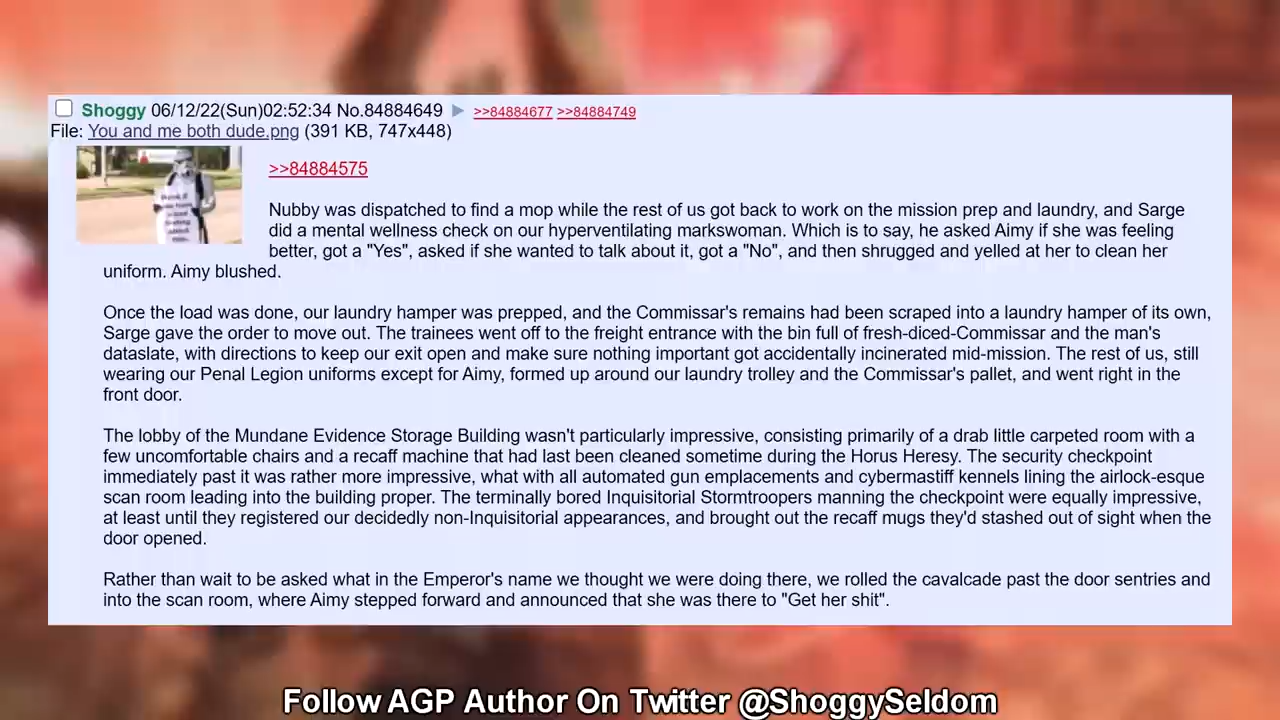 Shoggy 06/12/22(Sun)02:52:34 No.84884649 ▶ >>84884677 >>84884749
File: You and me both dude.png (391 KB, 747x448)
>>84884575
Nubby was dispatched to find a mop while the rest of us got back to work on the mission prep and laundry, and Sarge
did a mental wellness check on our hyperventilating markswoman. Which is to say, he asked Aimy if she was feeling
better, got a "Yes", asked if she wanted to talk about it, got a "No", and then shrugged and yelled at her to clean her
uniform. Aimy blushed.
Once the load was done, our laundry hamper was prepped, and the Commissar's remains had been scraped into a laundry hamper of its own,
Sarge gave the order to move out. The trainees went off to the freight entrance with the bin full of fresh-diced-Commissar and the man's
dataslate, with directions to keep our exit open and make sure nothing important got accidentally incinerated mid-mission. The rest of us, still
wearing our Penal Legion uniforms except for Aimy, formed up around our laundry trolley and the Commissar's pallet, and went right in the
front door.
The lobby of the Mundane Evidence Storage Building wasn't particularly impressive, consisting primarily of a drab little carpeted room with a
few uncomfortable chairs and a recaff machine that had last been cleaned sometime during the Horus Heresy. The security checkpoint
immediately past it was rather more impressive, what with all automated gun emplacements and cybermastiff kennels lining the airlock-esque
scan room leading into the building proper. The terminally bored Inquisitorial Stormtroopers manning the checkpoint were equally impressive,
at least until they registered our decidedly non-Inquisitorial appearances, and brought out the recaff mugs they'd stashed out of sight when the
door opened.
Rather than wait to be asked what in the Emperor's name we thought we were doing there, we rolled the cavalcade past the door sentries and
into the scan room, where Aimy stepped forward and announced that she was there to "Get her shit".
Follow AGP Author On Twitter @ShoggySeldom